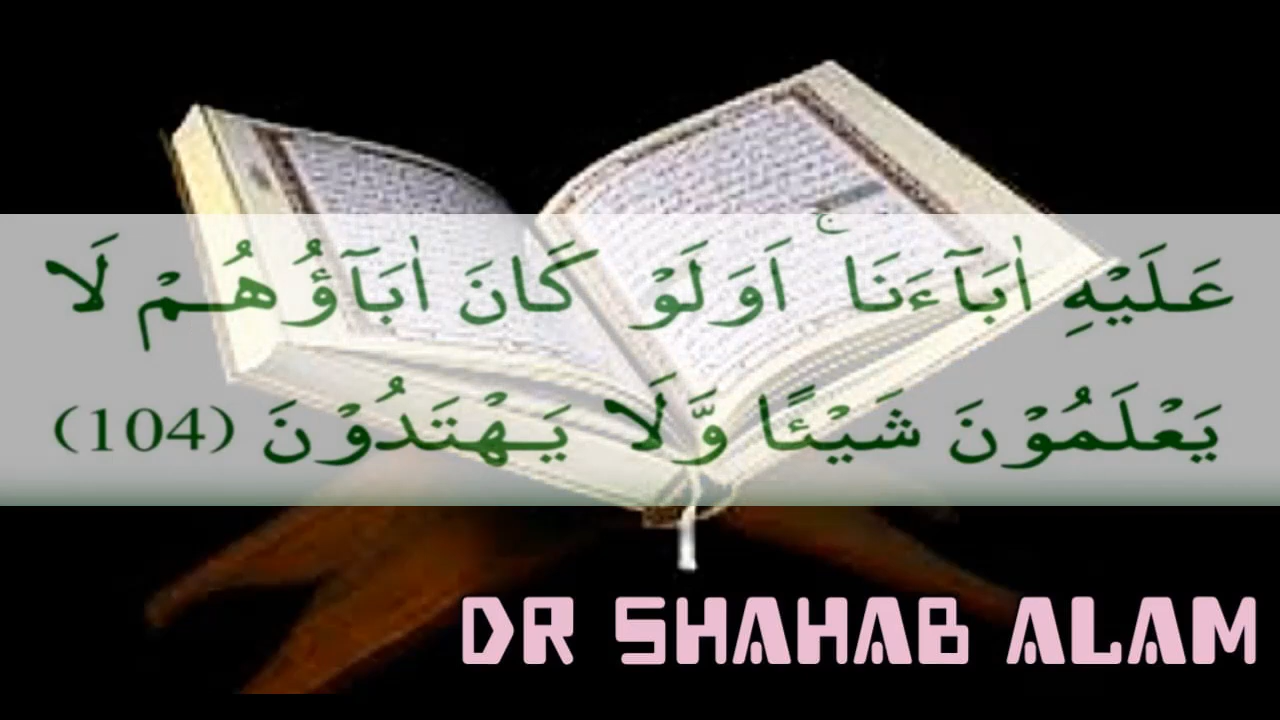 عَلَيْهِ اٰبَآءَنَا ۚ اَوَلَوْ كَانَ اٰبَآؤُهُمْ لَا
يَعْلَمُوْنَ شَيْـًٔا وَّلَا يَهْتَدُوْنَ (104)
DR SHAHAB ALAM